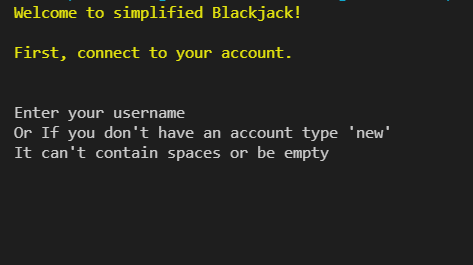 Welcome to simplified Blackjack!
First, connect to your account.
Enter your username
Or If you don't have an account type 'new'
It can't contain spaces or be empty